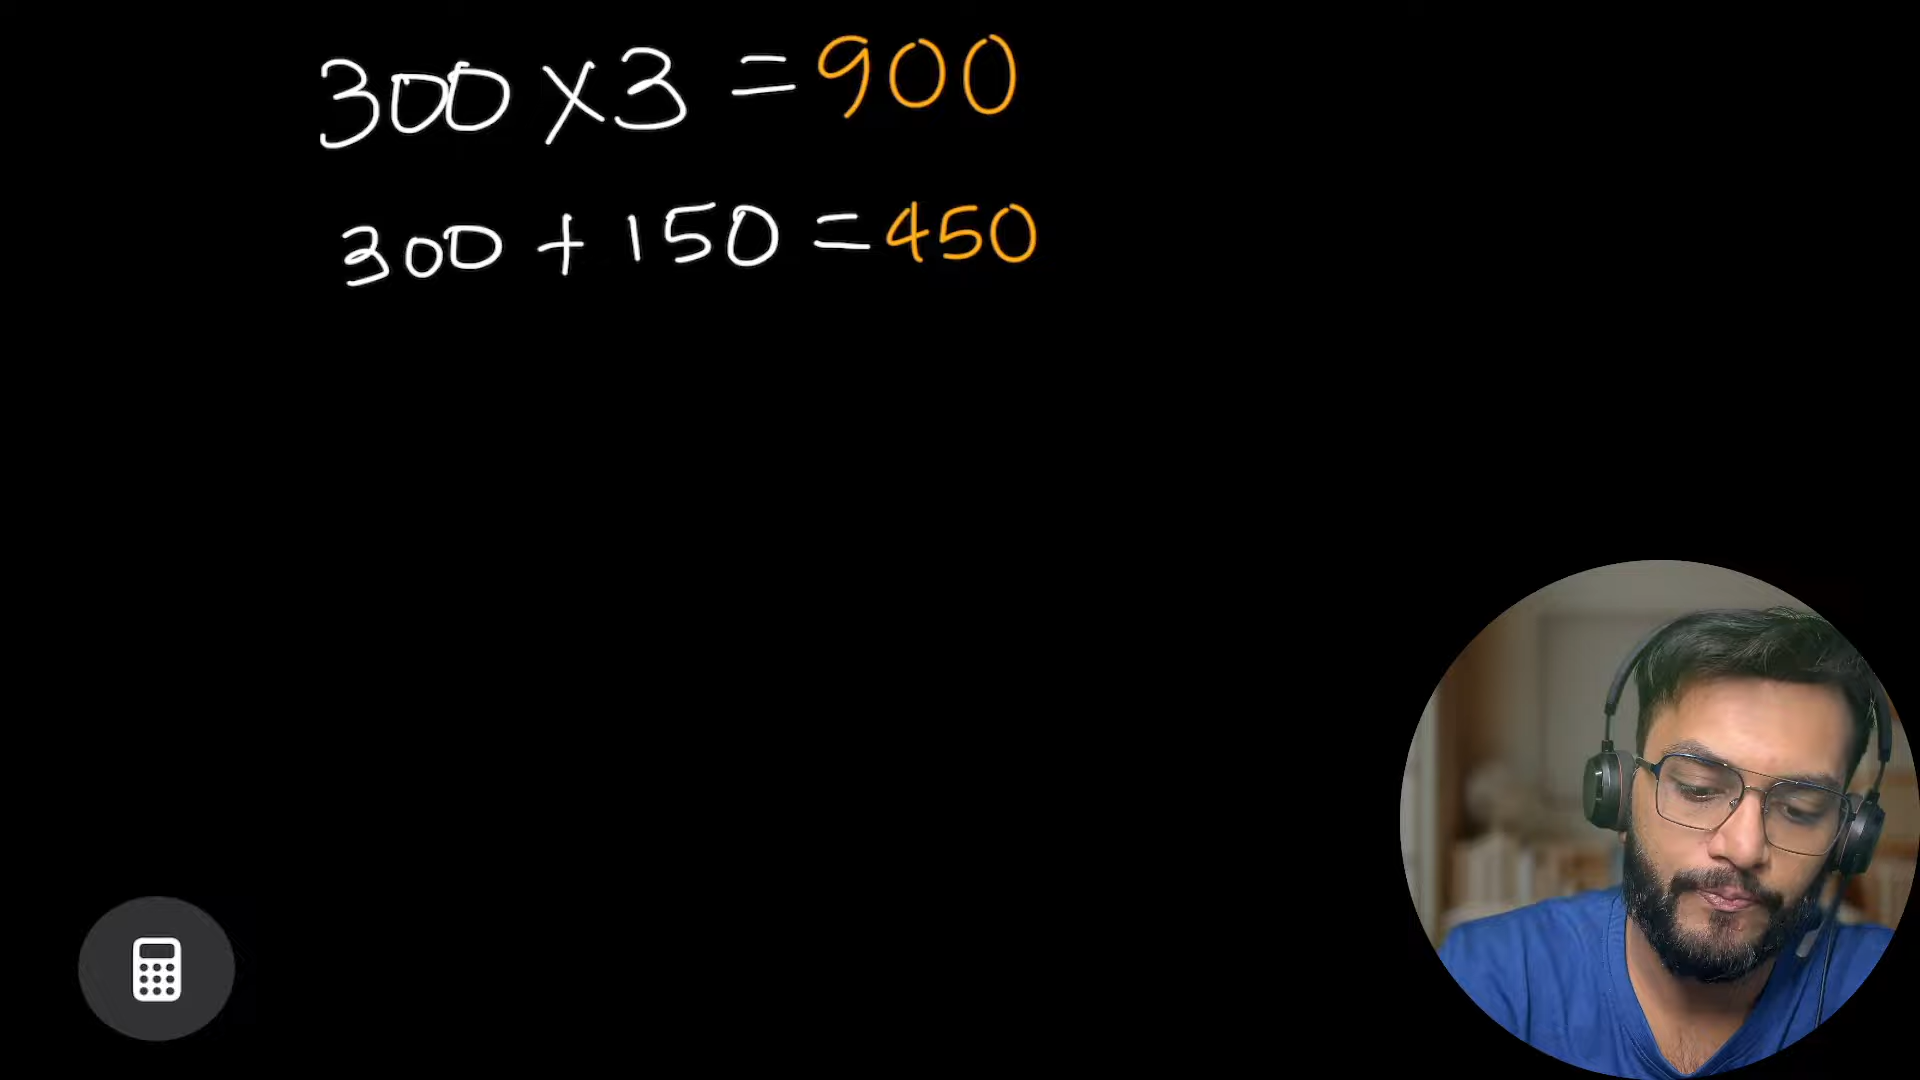 300 × 3 = 900
300 + 150 = 450